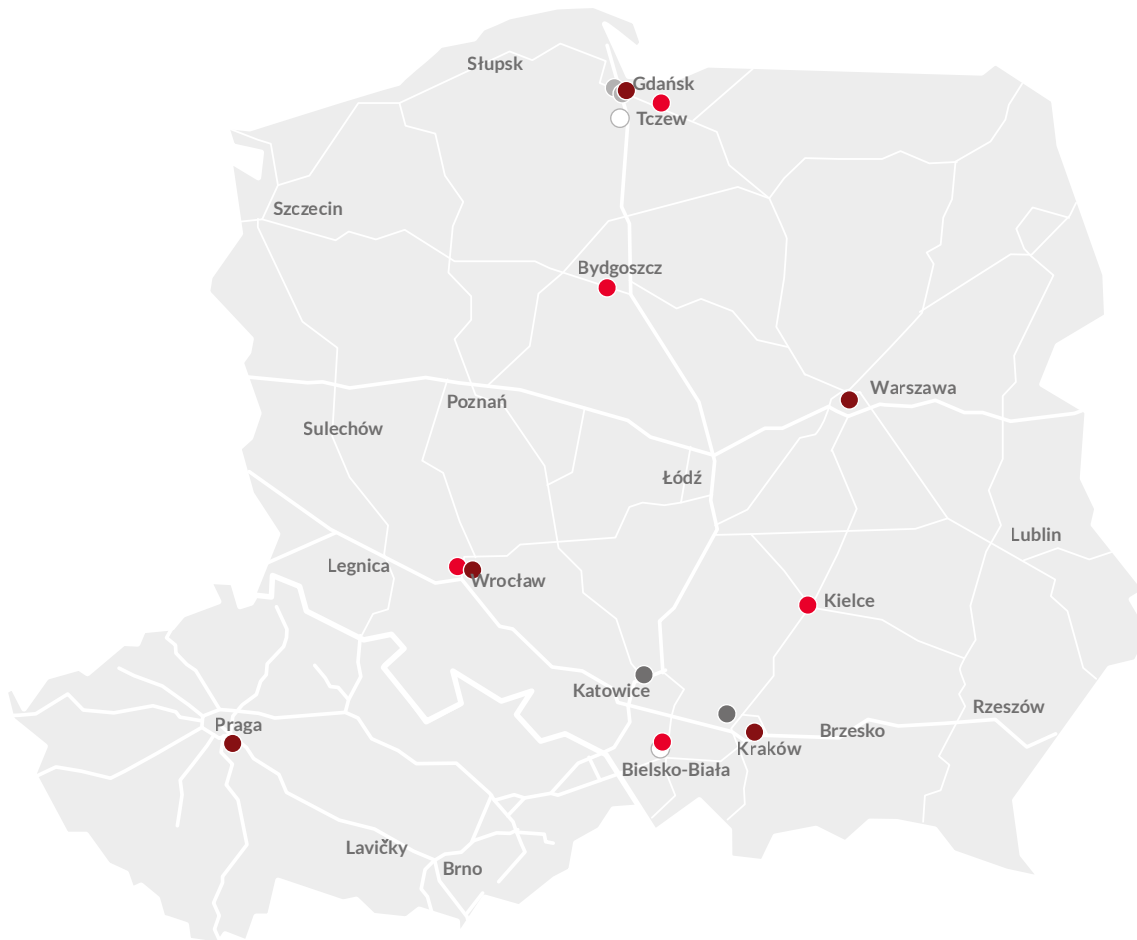 Słupsk
Gdańsk
Tczew
Szczecin
Bydgoszcz
Warszawa
Poznań
Sulechów
Łódź
Lublin
Legnica
Wrocław
Kielce
Katowice
Rzeszów
Praga
Brzesko
Kraków
Bielsko-Biała
Lavičky
Brno